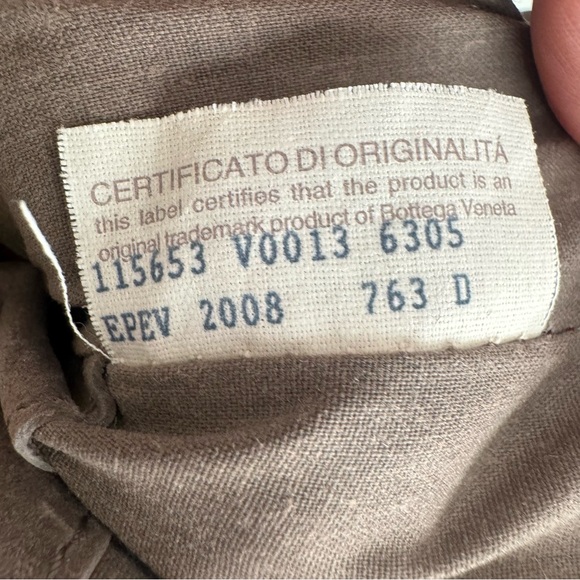 CERTIFICATO DI ORIGINALITÁ
this label certifies that the product is an
original trademark product of Bottega Veneta
115653 V0013 6305
EPEV 2008 763 D